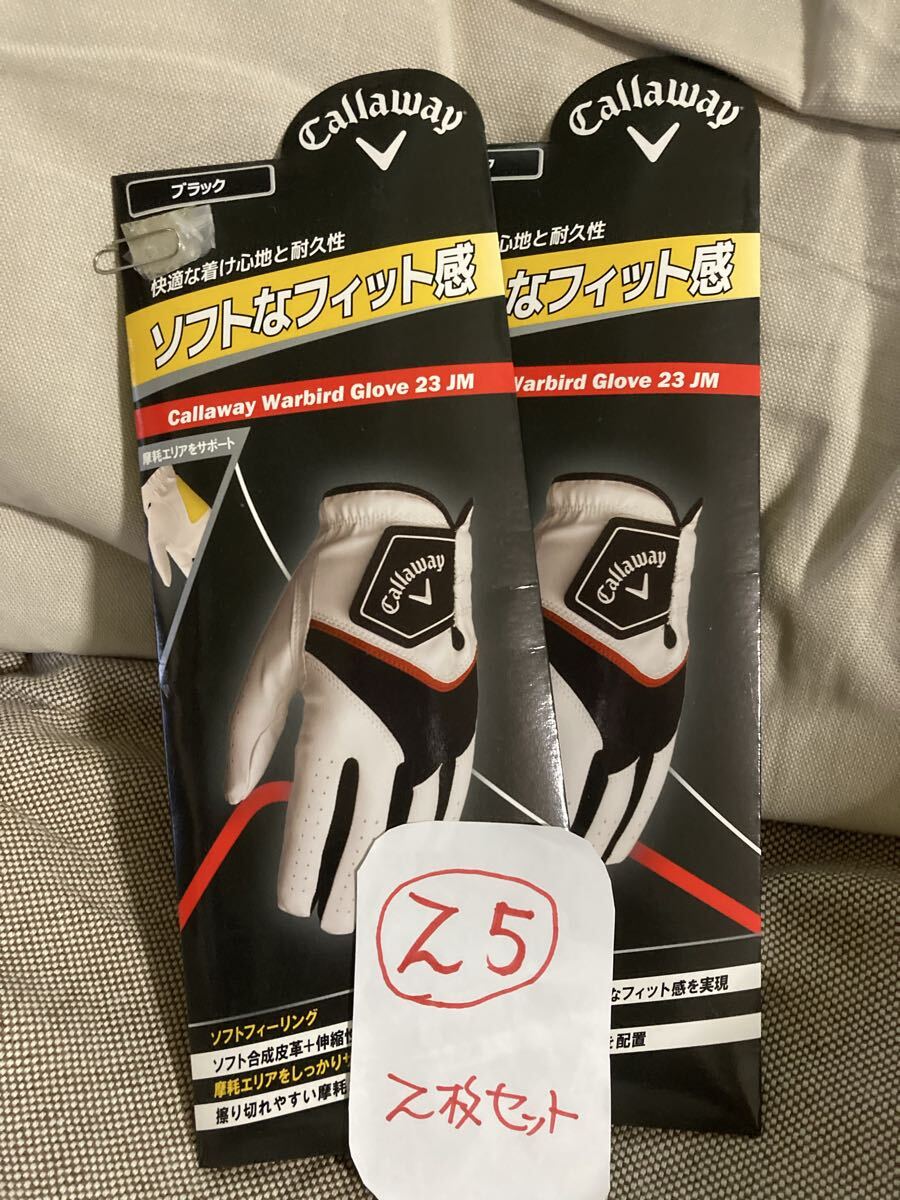 Callaway
ブラック
快適な着け心地と耐久性
ソフトなフィット感
Callaway Warbird Glove 23 JM
摩耗エリアをサポート
Callaway
ソフトフィーリング
ソフト合成皮革+伸縮性
摩耗エリアをしっかり
擦り切れやすい摩耗
Callaway
ク
心地と耐久性
なフィット感
Warbird Glove 23 JM
Callaway
なフィット感を実現
配置
25
2枚セット